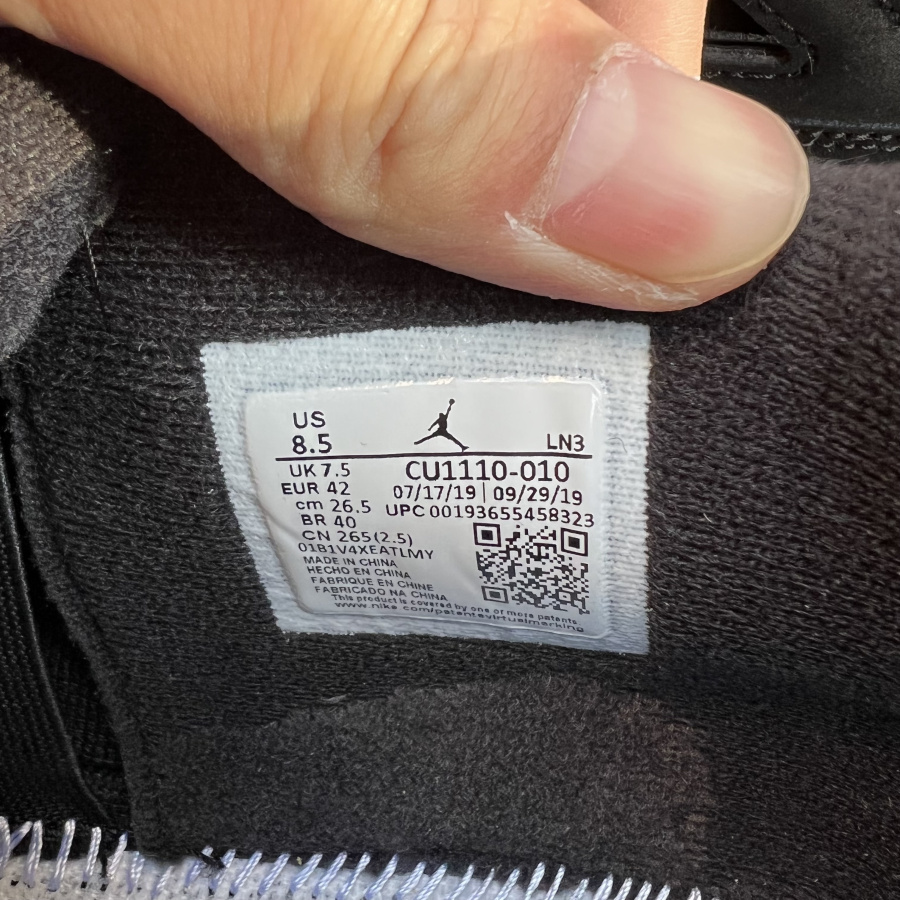 US
8.5
LN3
UK 7.5
CU1110-010
EUR 42
07/17/19 | 09/29/19
cm 26.5
UPC 00193655458323
BR 40
CN 265(2.5)
01B1V4XEATLMY
MADE IN CHINA
HECHO EN CHINA
FABRIQUE EN CHINE
FABRICADO NA CHINA
This product is covered by one or more patents.
www.nike.com/patentsvirtualmarking